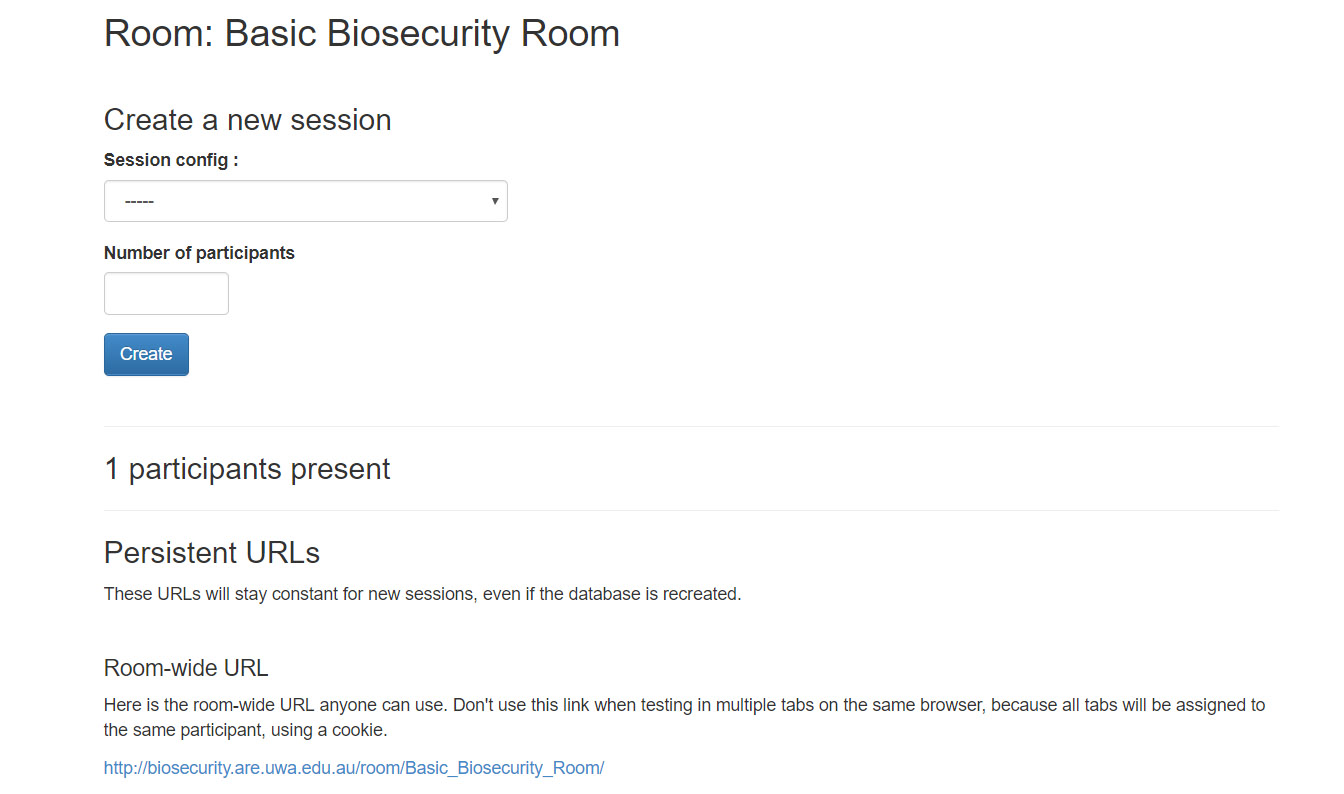 Room: Basic Biosecurity Room
Create a new session
Session config :
-----
Number of participants
Create
1 participants present
Persistent URLs
These URLs will stay constant for new sessions, even if the database is recreated.
Room-wide URL
Here is the room-wide URL anyone can use. Don't use this link when testing in multiple tabs on the same browser, because all tabs will be assigned to
the same participant, using a cookie.
http://biosecurity.are.uwa.edu.au/room/Basic_Biosecurity_Room/